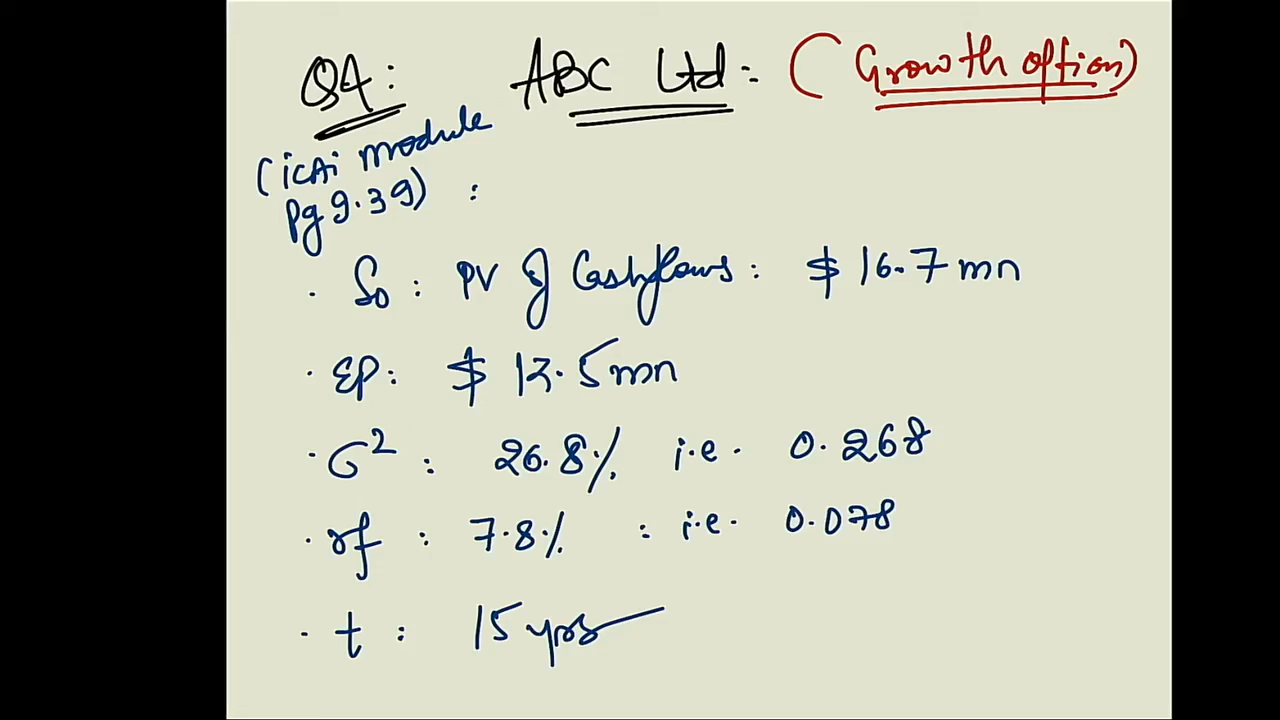 Q4: ABC Ltd: (Growth option)
(ICAi Module
Pg 9.39) :
· S0 : PV of Cashflows : $ 16.7 mn
· EP : $ 12.5 mn
· σ² : 26.8% i.e. 0.268
· rf : 7.8% : i.e. 0.078
· t : 15 yrs